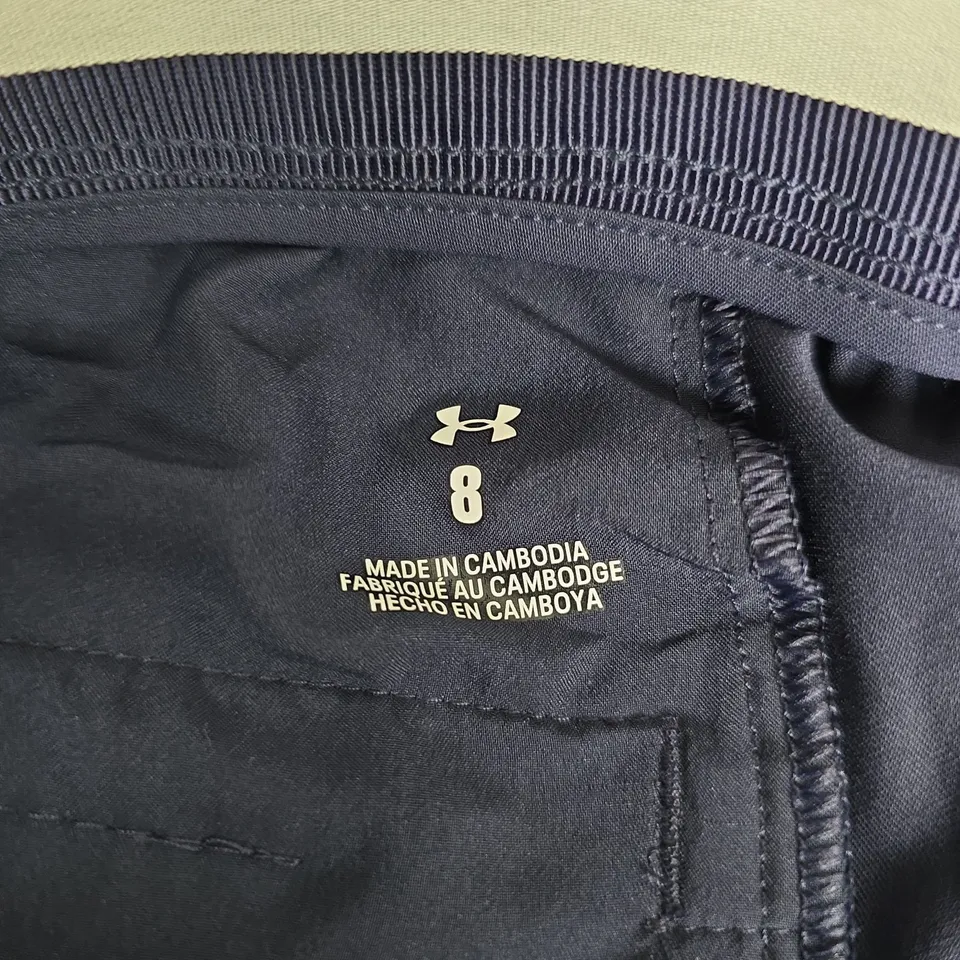 8
MADE IN CAMBODIA
FABRIQUÉ AU CAMBODGE
HECHO EN CAMBOYA